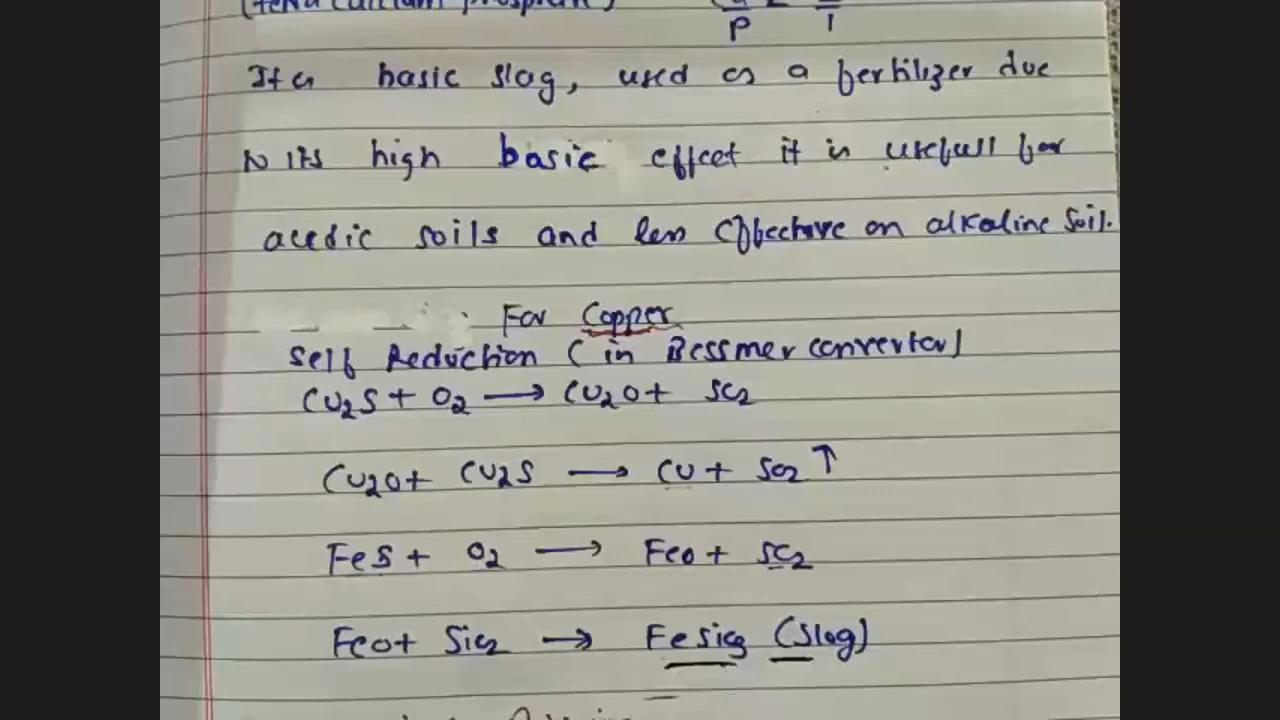 P 1
It is basic slag, used as a fertilizer due
to its high basic effect it is usefull for
acedic soils and less effective on alkaline soil.
For Copper
Self Reduction (in Bessmer convertor)
Cu2S + O2 → Cu2O + SO2
Cu2O + Cu2S → Cu + SO2 ↑
FeS + O2 → FeO + SO2
FeO + SiO2 → FeSiO3 (Slag)